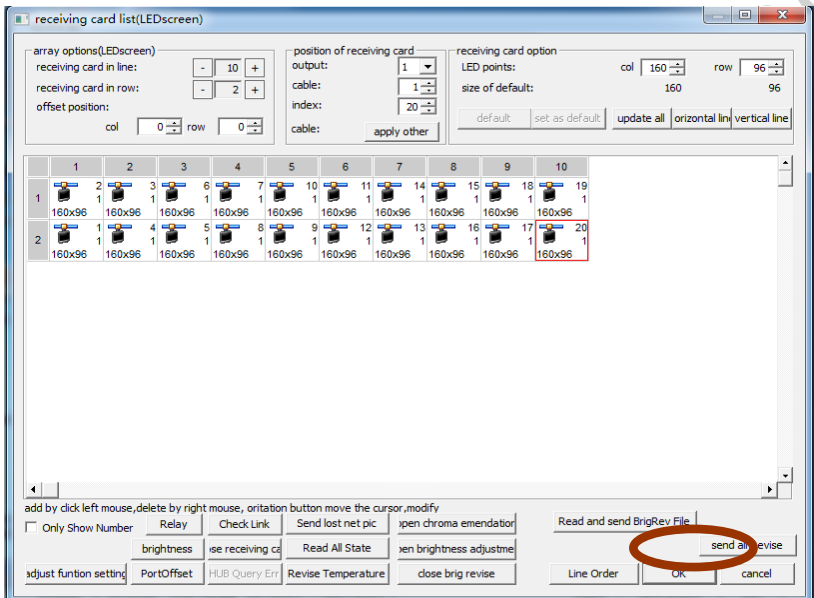 receiving card list(LEDscreen)
array options(LEDscreen)
receiving card in line: - 10 +
receiving card in row: - 2 +
offset position:
col 0 row 0
position of receiving card
output: 1
cable: 1
index: 20
cable: apply other
receiving card option
LED points: col 160 row 96
size of default: 160 96
default set as default update all orizontal line vertical line
1 2 3 4 5 6 7 8 9 10
1
2 3 6 7 10 11 14 15 18 19
1 1 1 1 1 1 1 1 1 1
160x96 160x96 160x96 160x96 160x96 160x96 160x96 160x96 160x96 160x96
2
1 4 5 8 9 12 13 16 17 20
1 1 1 1 1 1 1 1 1 1
160x96 160x96 160x96 160x96 160x96 160x96 160x96 160x96 160x96 160x96
add by click left mouse,delete by right mouse, oritation button move the cursor,modify
Only Show Number Relay Check Link Send lost net pic open chroma emendation Read and send BrigRev File
brightness ose receiving ca Read All State en brightness adjustme send all revise
adjust funtion setting PortOffset HUB Query Err Revise Temperature close brig revise Line Order OK cancel